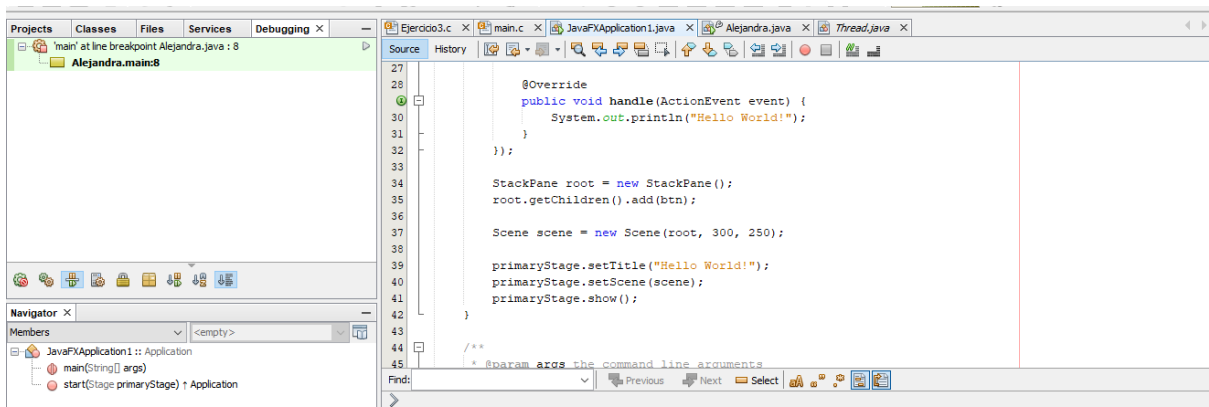 Projects Classes Files Services Debugging
'main' at line breakpoint Alejandra.java : 8
Alejandra.main:8
Navigator
Members <empty>
JavaFXApplication1 :: Application
main(String[] args)
start(Stage primaryStage) ↑ Application
Ejercicio3.c main.c JavaFXApplication1.java Alejandra.java Thread.java
Source History
27
28 @Override
public void handle(ActionEvent event) {
30 System.out.println("Hello World!");
31 }
32 });
33
34 StackPane root = new StackPane();
35 root.getChildren().add(btn);
36
37 Scene scene = new Scene(root, 300, 250);
38
39 primaryStage.setTitle("Hello World!");
40 primaryStage.setScene(scene);
41 primaryStage.show();
42 }
43
44 /**
45 * @param args the command line arguments
Find: Previous Next Select